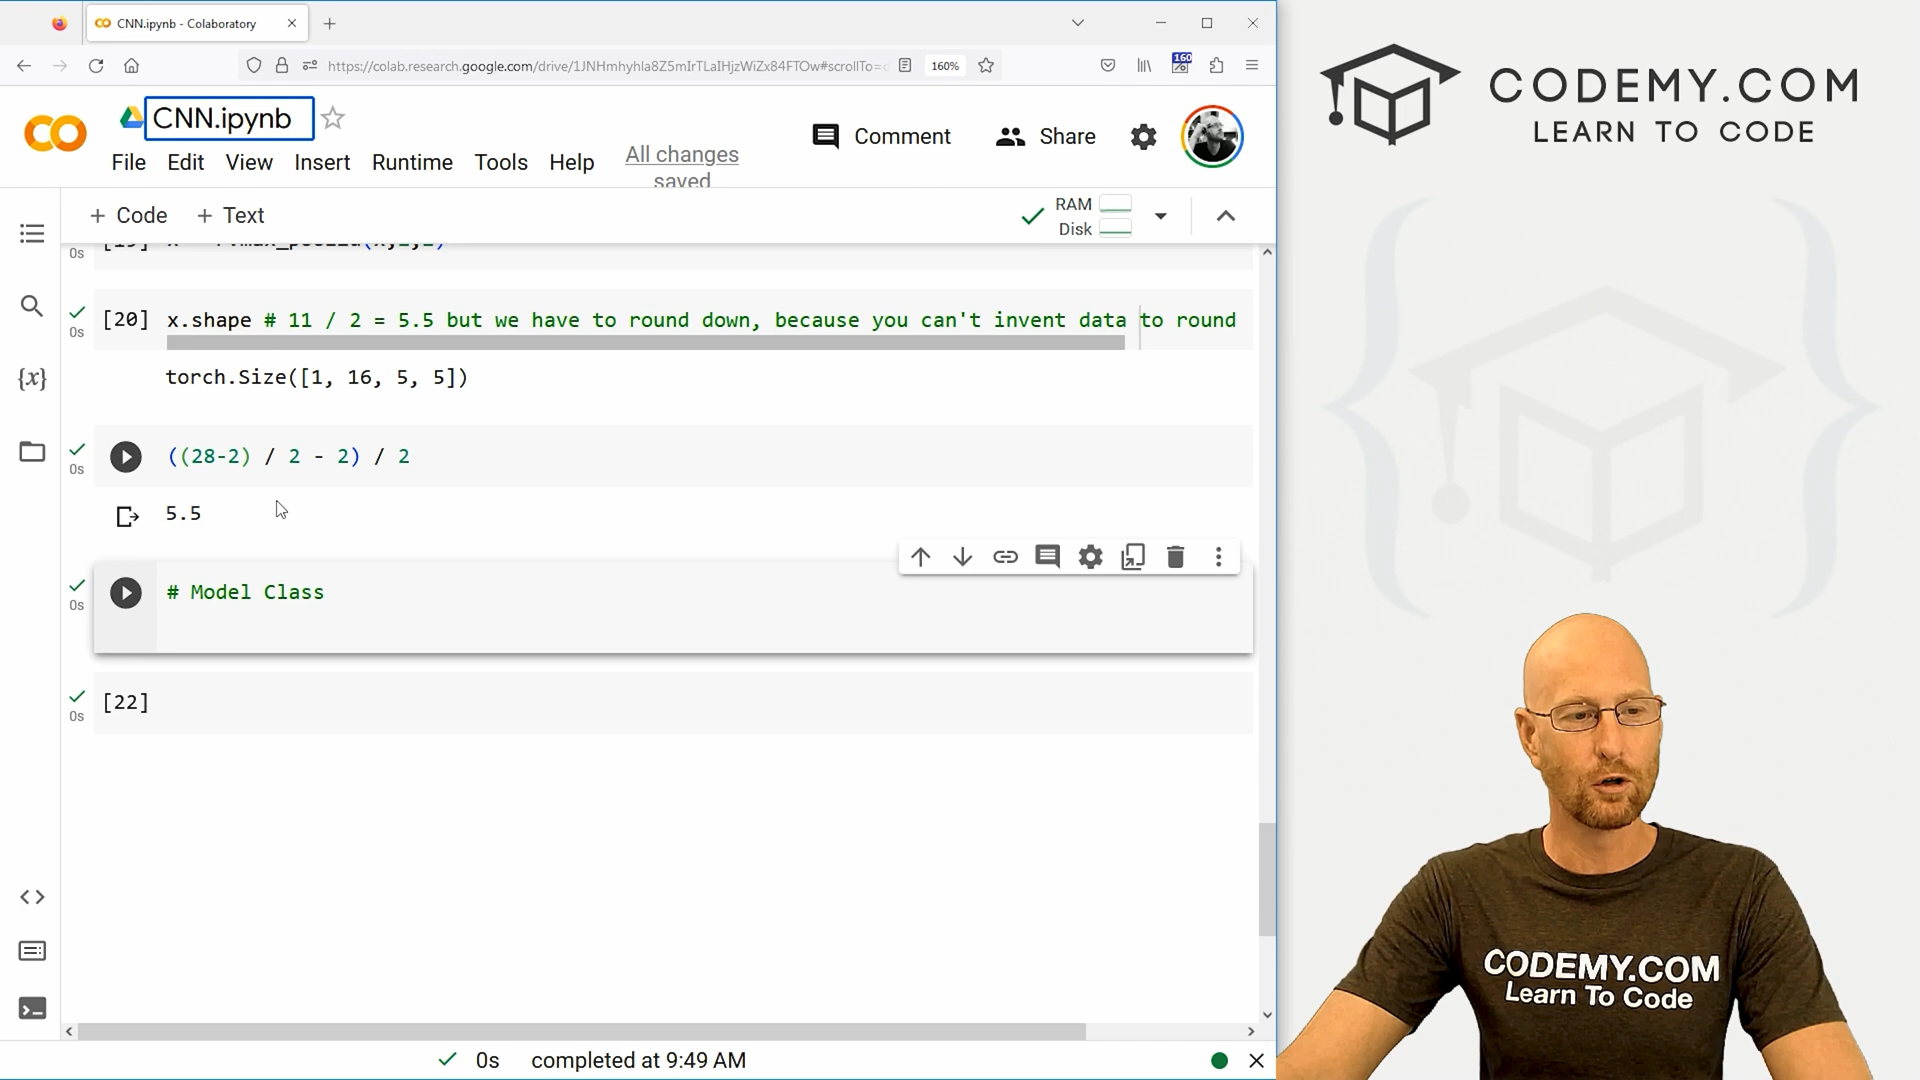 CNN.ipynb - Colaboratory
https://colab.research.google.com/drive/1JNHmhyhla8Z5mIrTLaIHjzWiZx84FTOw#scrollTo=
160%
160
CNN.ipynb
File Edit View Insert Runtime Tools Help
All changes
saved
Comment
Share
+ Code + Text
RAM
Disk
0s
[20] x.shape # 11 / 2 = 5.5 but we have to round down, because you can't invent data to round
0s
torch.Size([1, 16, 5, 5])
((28-2) / 2 - 2) / 2
0s
5.5
# Model Class
0s
[22]
0s
0s completed at 9:49 AM
CODEMY.COM
LEARN TO CODE
CODEMY.COM
Learn To Code